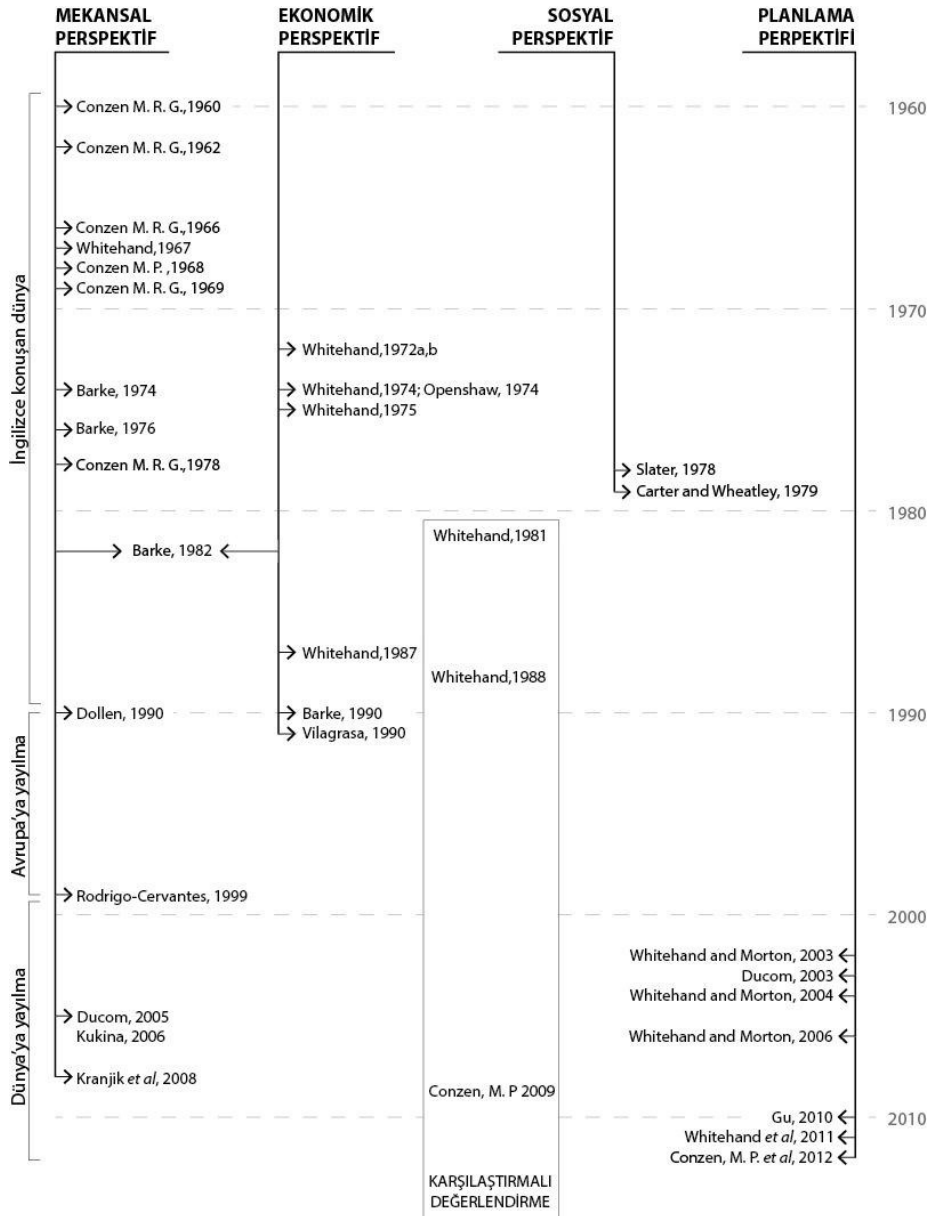 MEKANSAL
PERSPEKTİF
EKONOMİK
PERSPEKTİF
SOSYAL
PERSPEKTİF
PLANLAMA
PERPEKTİFİ
İngilizce konuşan dünya
Avrupa'ya yayılma
Dünya'ya yayılma
Conzen M. R. G.,1960
Conzen M. R. G.,1962
Conzen M. R. G.,1966
Whitehand,1967
Conzen M. P. ,1968
Conzen M. R. G., 1969
Barke, 1974
Barke, 1976
Conzen M. R. G.,1978
Barke, 1982
Dollen, 1990
Rodrigo-Cervantes, 1999
Ducom, 2005
Kukina, 2006
Kranjik et al, 2008
Whitehand,1972a,b
Whitehand,1974; Openshaw, 1974
Whitehand,1975
Whitehand,1987
Barke, 1990
Vilagrasa, 1990
Slater, 1978
Carter and Wheatley, 1979
Whitehand,1981
Whitehand,1988
Conzen, M. P 2009
KARŞILAŞTIRMALI
DEĞERLENDİRME
Whitehand and Morton, 2003
Ducom, 2003
Whitehand and Morton, 2004
Whitehand and Morton, 2006
Gu, 2010
Whitehand et al, 2011
Conzen, M. P. et al, 2012
1960
1970
1980
1990
2000
2010